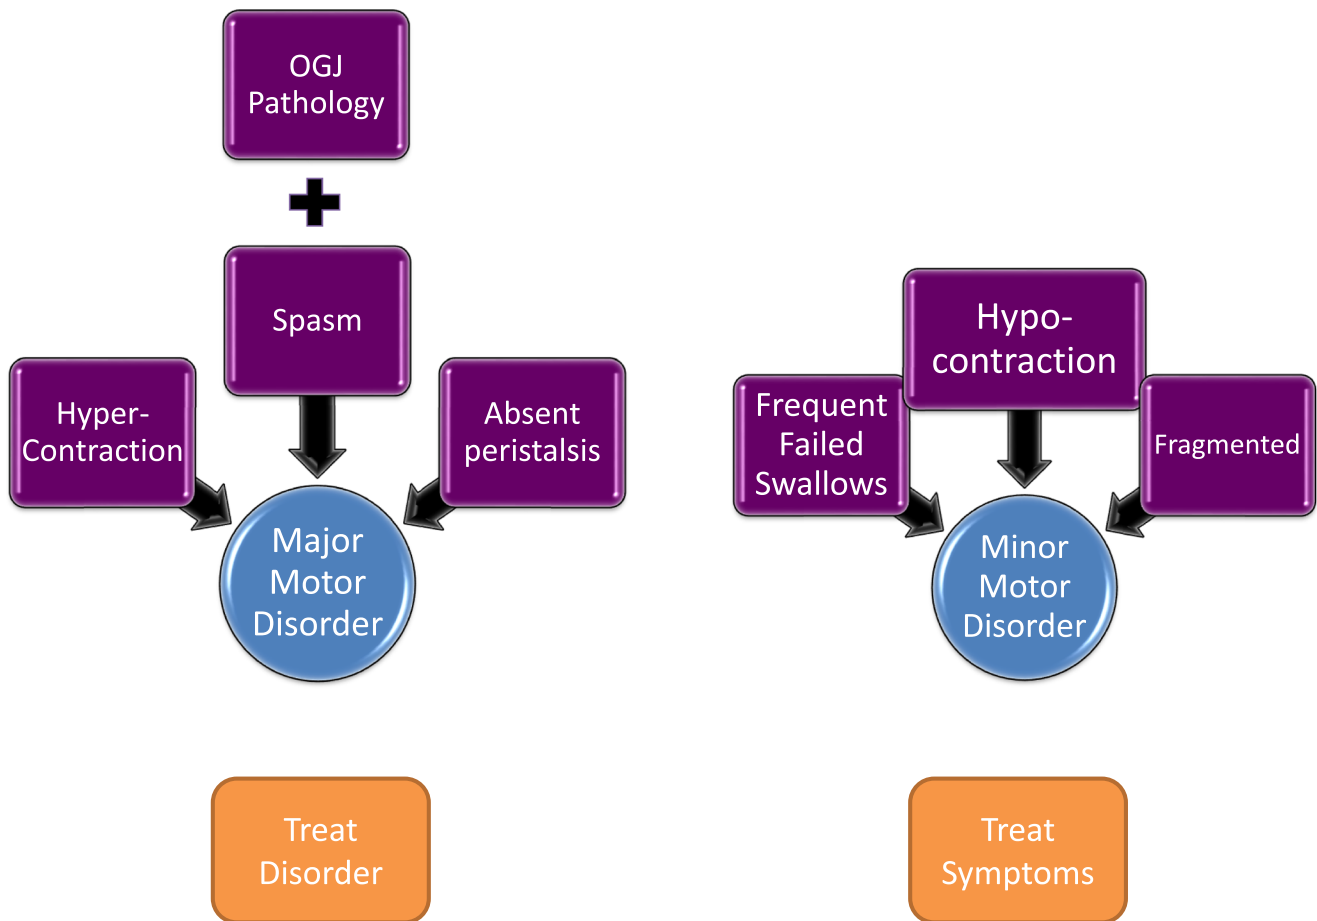 OGJ
Pathology
Spasm
Hyper-
Contraction
Absent
peristalsis
Major
Motor
Disorder
Treat
Disorder
Hypo-
contraction
Frequent
Failed
Swallows
Fragmented
Minor
Motor
Disorder
Treat
Symptoms